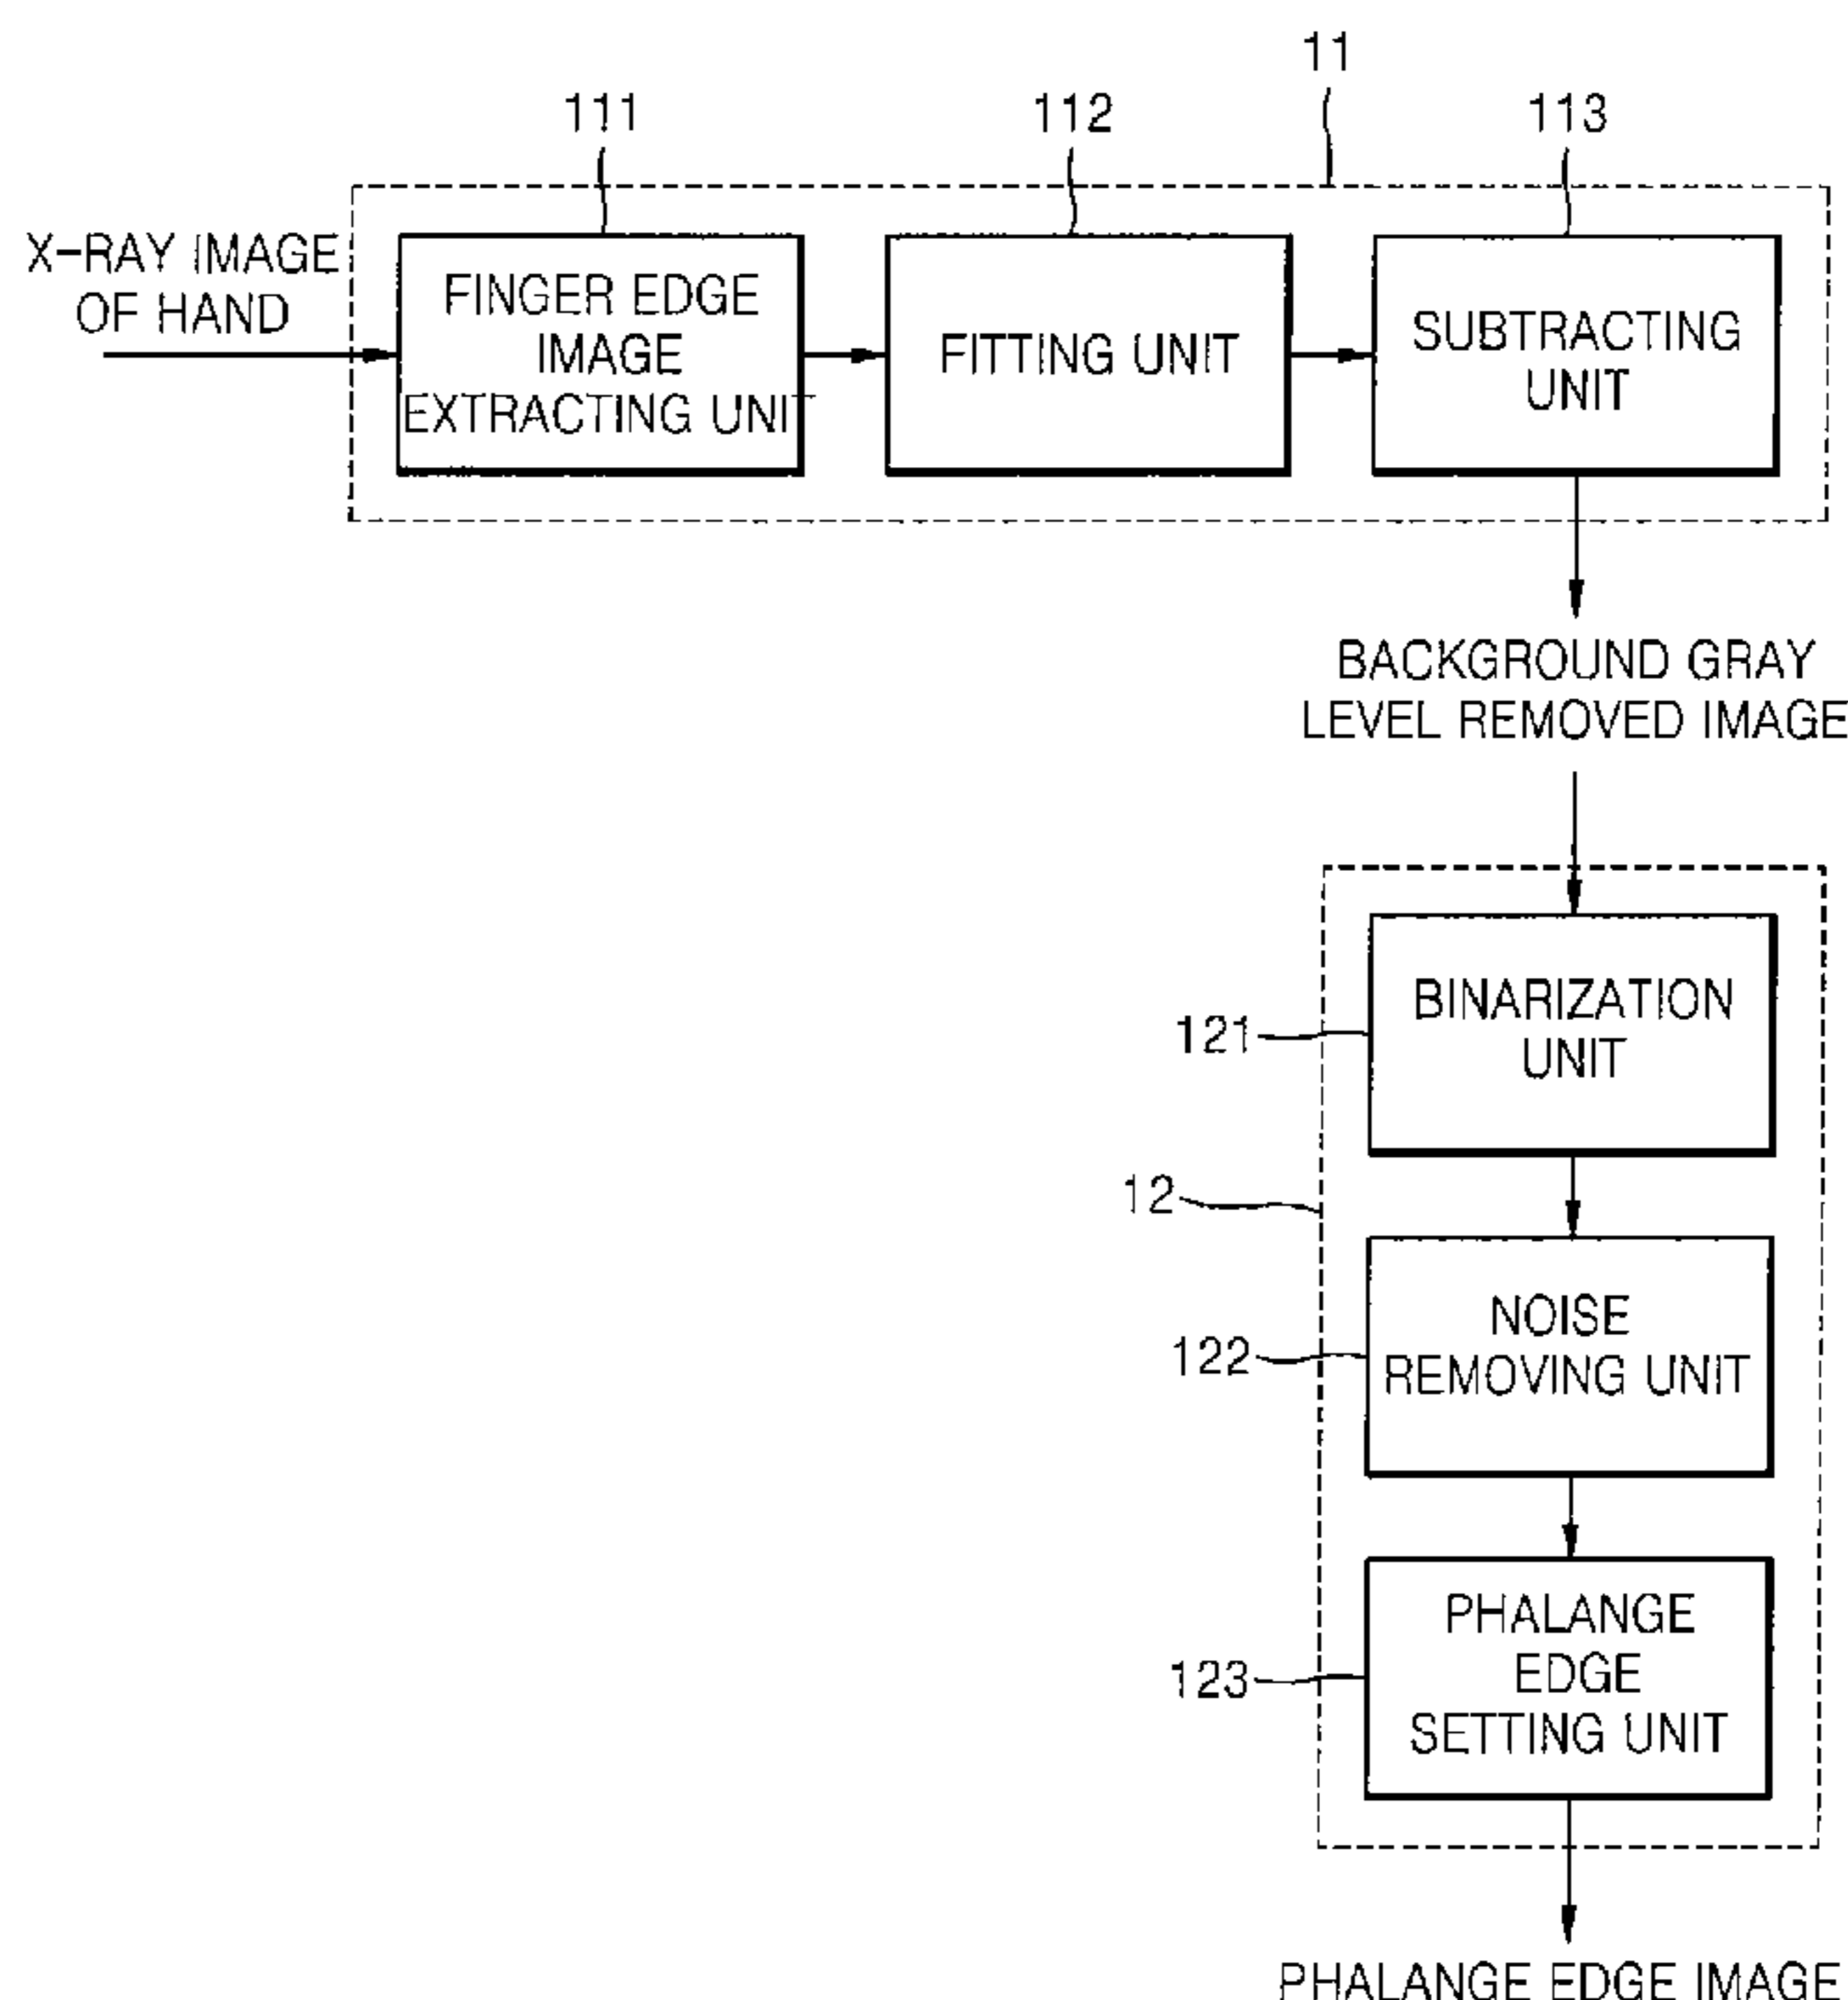 11
111
112
113
X-RAY IMAGE
OF HAND
FINGER EDGE
IMAGE
EXTRACTING UNIT
FITTING UNIT
SUBTRACTING
UNIT
BACKGROUND GRAY
LEVEL REMOVED IMAGE
BINARIZATION
UNIT
121
12
NOISE
REMOVING UNIT
122
PHALANGE
EDGE
SETTING UNIT
123
PHALANGE EDGE IMAGE